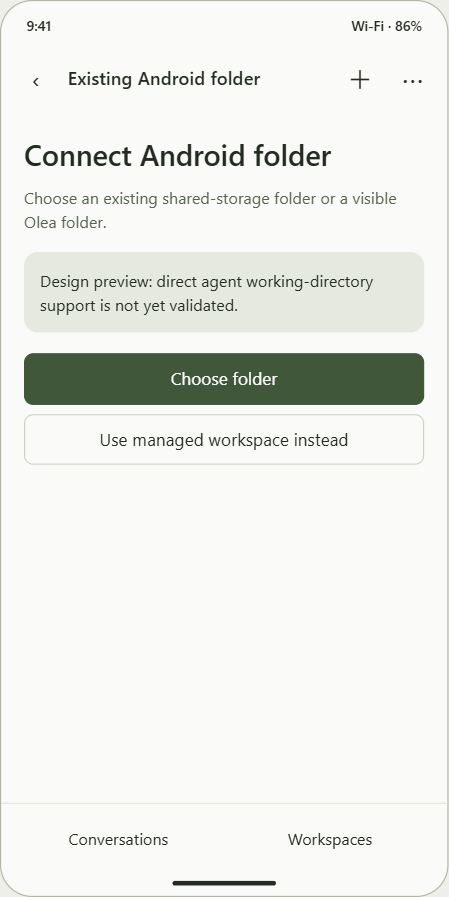 9:41
Wi-Fi · 86%
‹ Existing Android folder + ...
Connect Android folder
Choose an existing shared-storage folder or a visible
Olea folder.
Design preview: direct agent working-directory
support is not yet validated.
Choose folder
Use managed workspace instead
Conversations
Workspaces